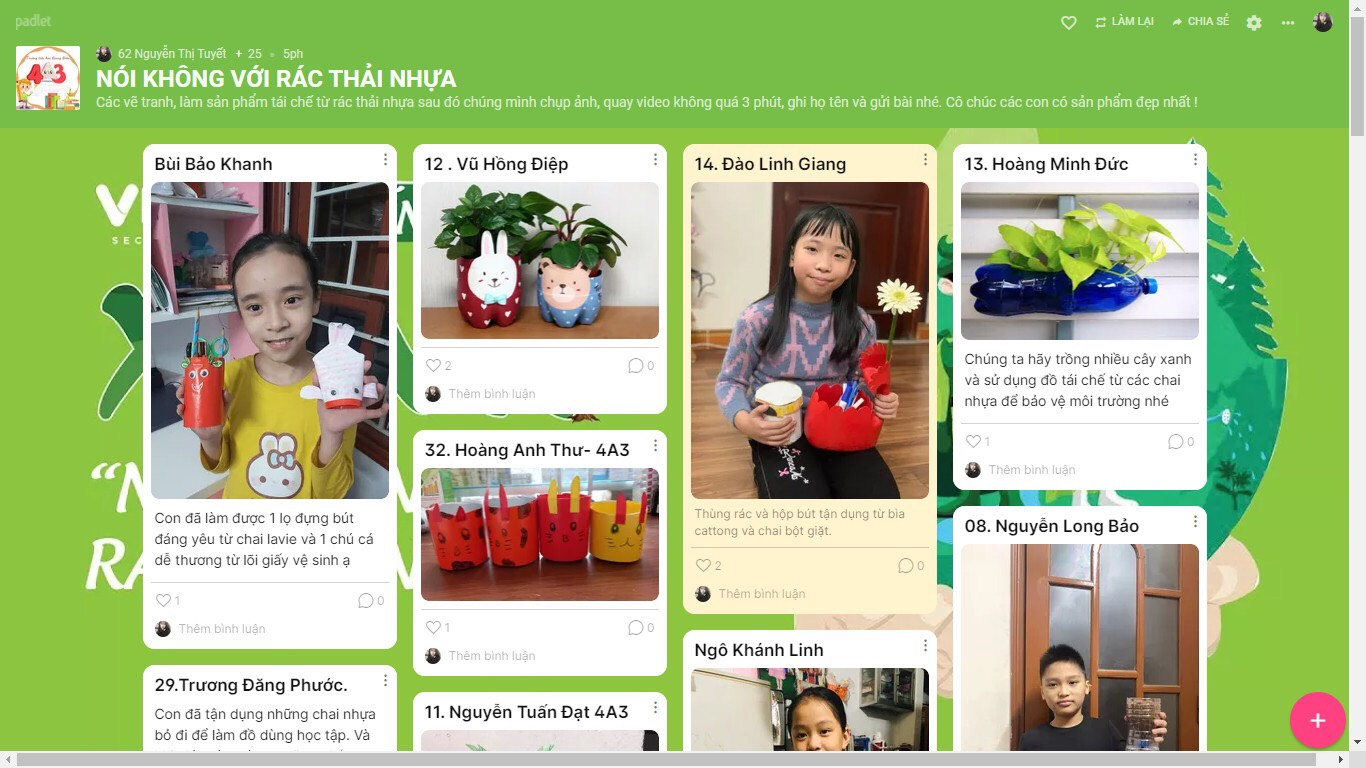 padlet
LÀM LẠI
CHIA SẺ
62 Nguyễn Thị Tuyết + 25 • 5ph
NÓI KHÔNG VỚI RÁC THẢI NHỰA
Các vẽ tranh, làm sản phẩm tái chế từ rác thải nhựa sau đó chúng mình chụp ảnh, quay video không quá 3 phút, ghi họ tên và gửi bài nhé. Cô chúc các con có sản phẩm đẹp nhất !
4A3
Bùi Bảo Khanh
Con đã làm được 1 lọ đựng bút
đáng yêu từ chai lavie và 1 chú cá
dễ thương từ lõi giấy vệ sinh ạ
1
0
Thêm bình luận
29.Trương Đăng Phước.
Con đã tận dụng những chai nhựa
bỏ đi để làm đồ dùng học tập. Và
12 . Vũ Hồng Điệp
2
0
Thêm bình luận
32. Hoàng Anh Thư- 4A3
1
0
Thêm bình luận
11. Nguyễn Tuấn Đạt 4A3
14. Đào Linh Giang
Thùng rác và hộp bút tận dụng từ bìa
cattong và chai bột giặt.
2
0
Thêm bình luận
Ngô Khánh Linh
13. Hoàng Minh Đức
Chúng ta hãy trồng nhiều cây xanh
và sử dụng đồ tái chế từ các chai
nhựa để bảo vệ môi trường nhé
1
0
Thêm bình luận
08. Nguyễn Long Bảo
+